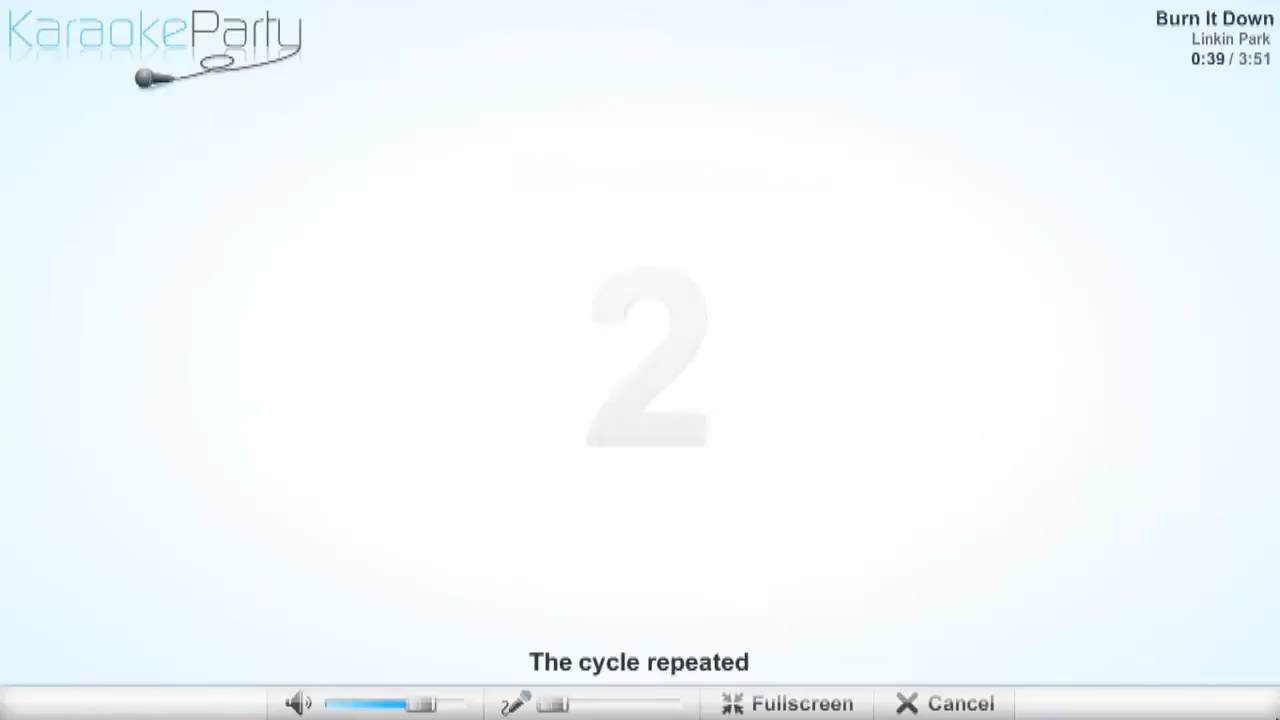 KaraokeParty
Burn It Down
Linkin Park
0:39 / 3:51
2
The cycle repeated
Fullscreen
Cancel